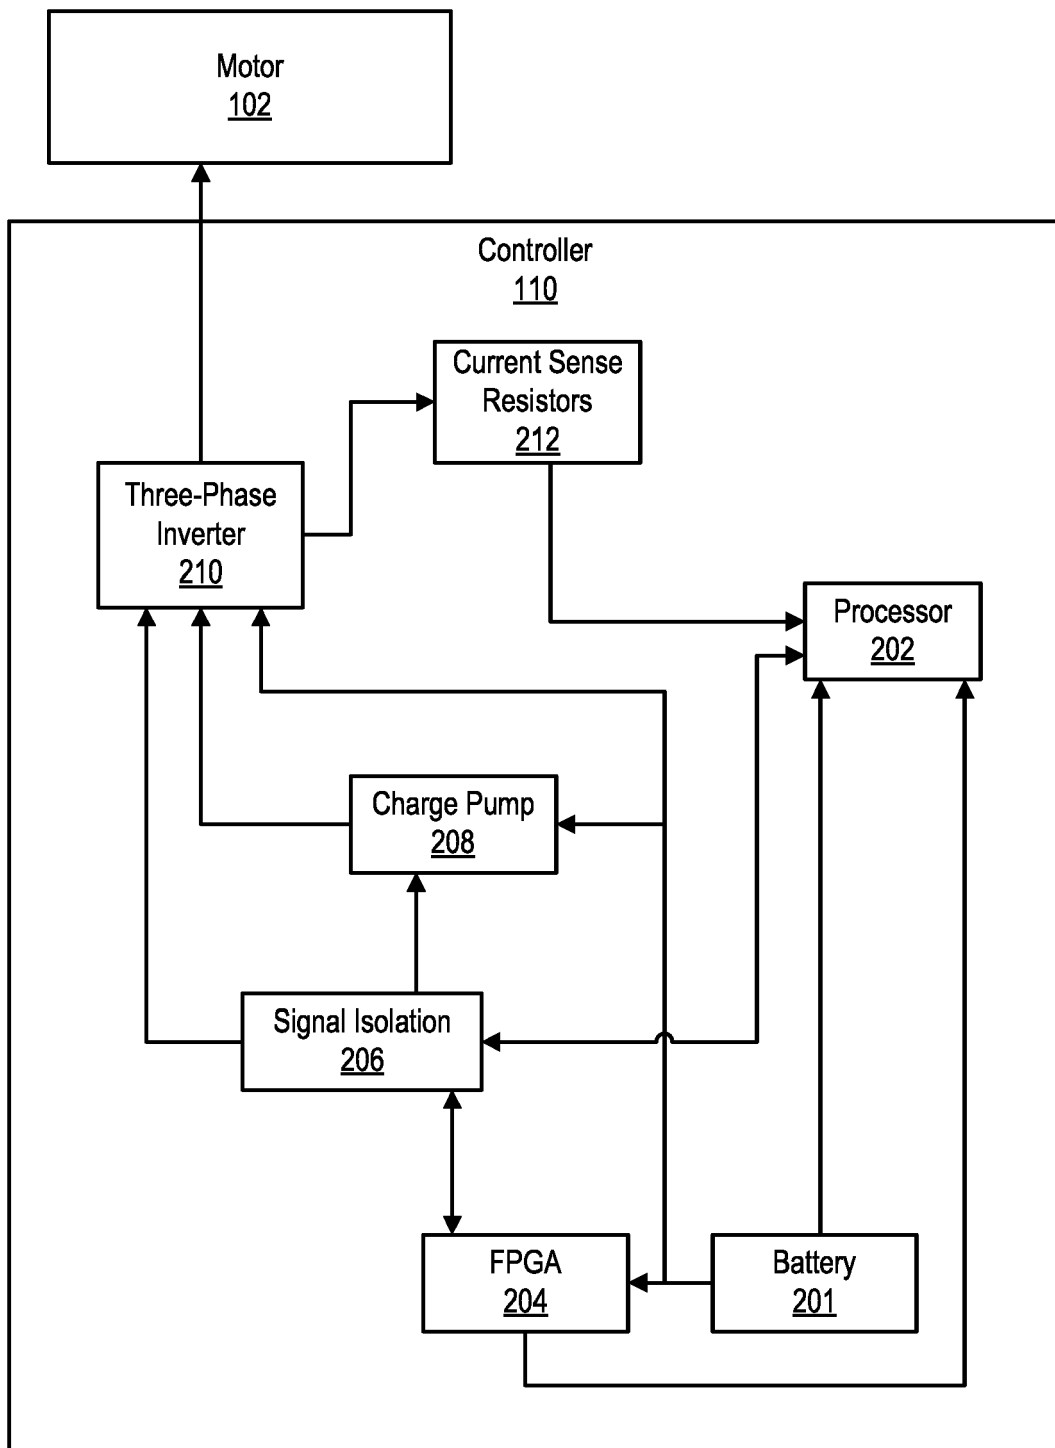 Motor
102
Controller
110
Current Sense
Resistors
212
Three-Phase
Inverter
210
Processor
202
Charge Pump
208
Signal Isolation
206
FPGA
204
Battery
201